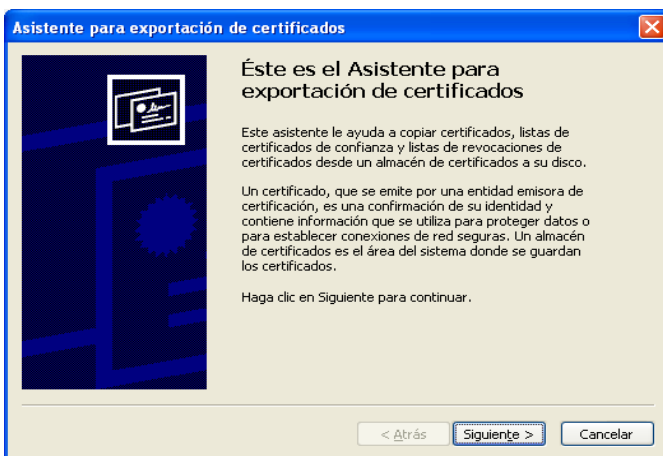 Asistente para exportación de certificados
Éste es el Asistente para
exportación de certificados
Este asistente le ayuda a copiar certificados, listas de
certificados de confianza y listas de revocaciones de
certificados desde un almacén de certificados a su disco.
Un certificado, que se emite por una entidad emisora de
certificación, es una confirmación de su identidad y
contiene información que se utiliza para proteger datos o
para establecer conexiones de red seguras. Un almacén
de certificados es el área del sistema donde se guardan
los certificados.
Haga clic en Siguiente para continuar.
< Atrás Siguiente > Cancelar